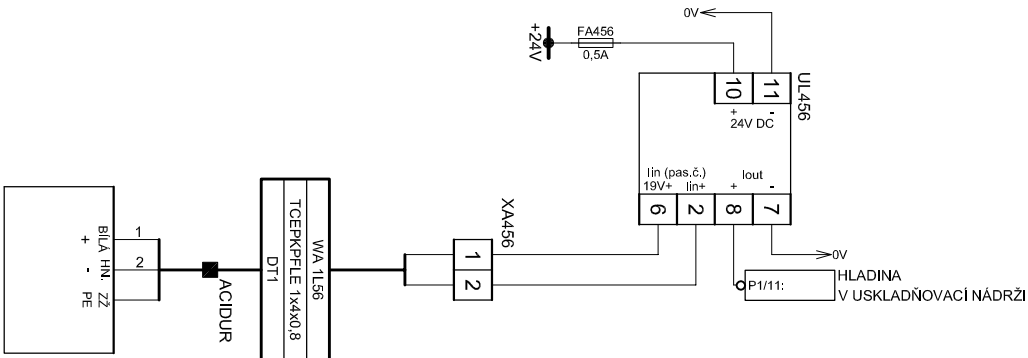 0V
FA456
0,5A
+24V
UL456
10 11
+ -
24V DC
Iin (pas.č.) Iout
19V+ Iin+ + -
6 2 8 7
0V
P1/11:
HLADINA
V USKLADŇOVACÍ NÁDRŽI
XA456
1
2
WA 1L56
TCEPKPFLE 1x4x0,8
DT1
ACIDUR
1
2
BÍLÁ HN. ZŽ
+ - PE